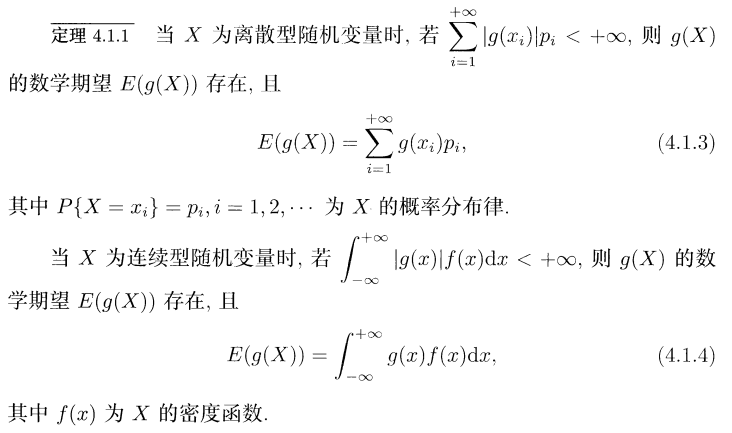 定理 4.1.1 当 X 为离散型随机变量时, 若 $\sum_{i=1}^{+\infty} |g(x_i)|p_i < +\infty$, 则 g(X)
的数学期望 E(g(X)) 存在, 且
$E(g(X)) = \sum_{i=1}^{+\infty} g(x_i)p_i,$ (4.1.3)
其中 $P\{X = x_i\} = p_i, i = 1, 2, \cdots$ 为 X 的概率分布律.
当 X 为连续型随机变量时, 若 $\int_{-\infty}^{+\infty} |g(x)|f(x)\mathrm{d}x < +\infty$, 则 g(X) 的数
学期望 E(g(X)) 存在, 且
$E(g(X)) = \int_{-\infty}^{+\infty} g(x)f(x)\mathrm{d}x,$ (4.1.4)
其中 f(x) 为 X 的密度函数.